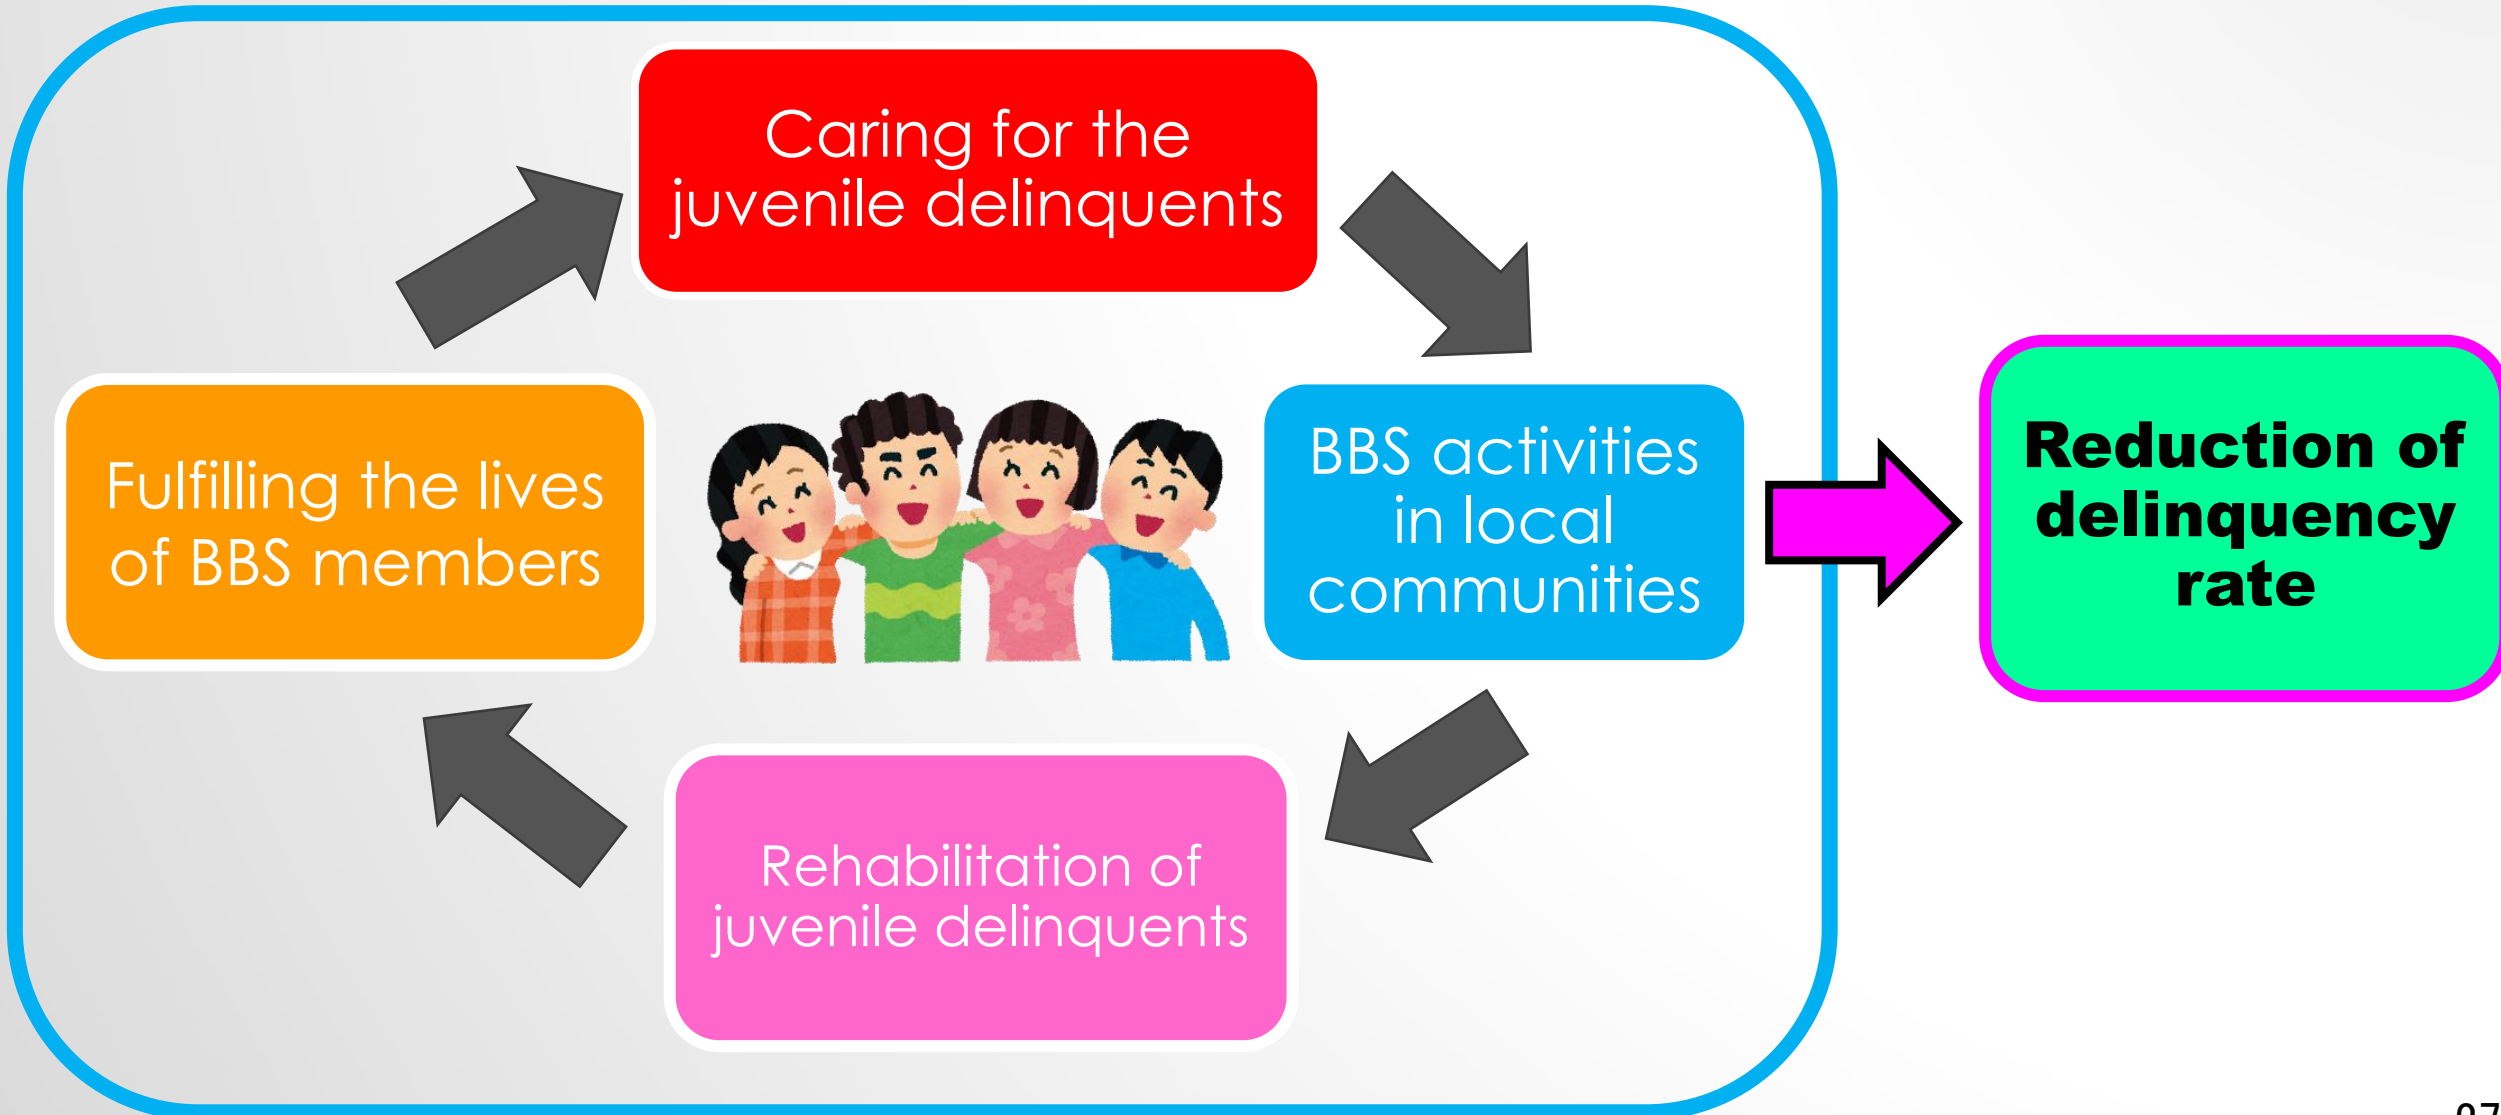 Caring for the
juvenile delinquents
Fulfilling the lives
of BBS members
BBS activities
in local
communities
Rehabilitation of
juvenile delinquents
Reduction of
delinquency
rate